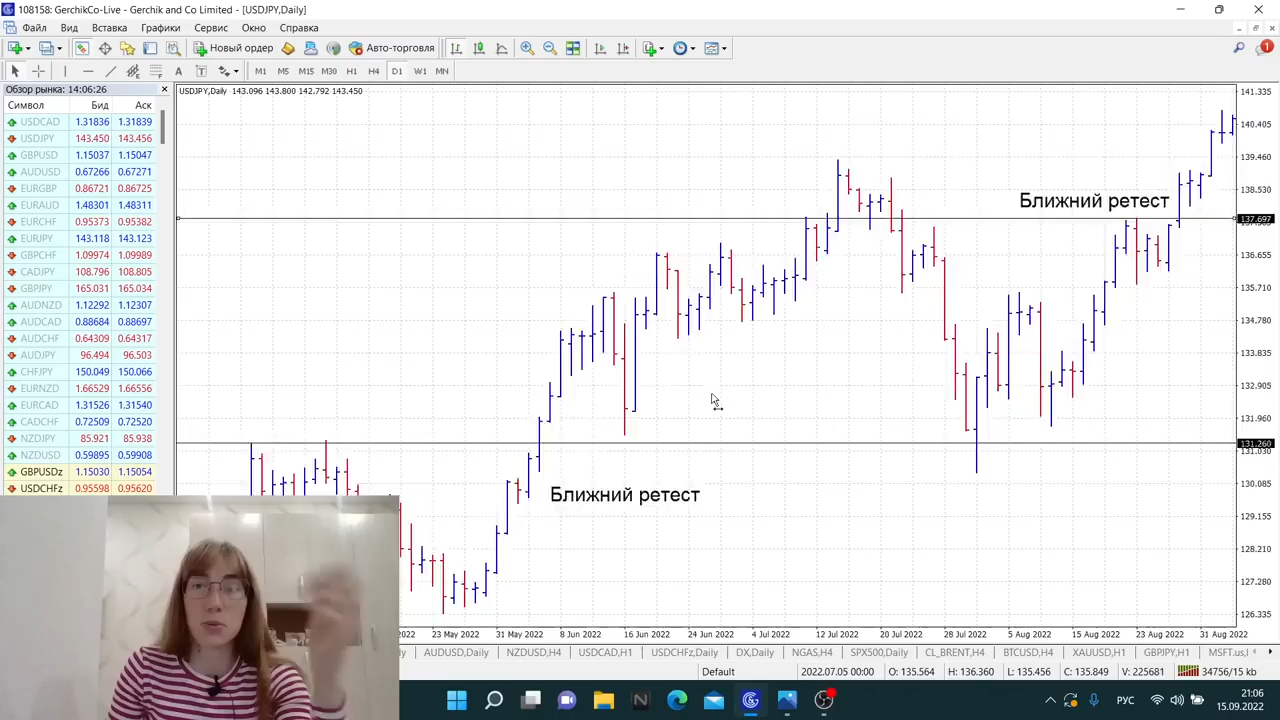 108158: GerchikCo-Live - Gerchik and Co Limited - [USDJPY,Daily]
Файл Вид Вставка Графики Сервис Окно Справка
Новый ордер Авто-торговля 1
A T M1 M5 M15 M30 H1 H4 D1 W1 MN
Обзор рынка: 14:06:26
Символ Бид Аск
USDCAD 1.31836 1.31839
USDJPY 143.450 143.456
GBPUSD 1.15037 1.15047
AUDUSD 0.67266 0.67271
EURGBP 0.86721 0.86725
EURAUD 1.48301 1.48311
EURCHF 0.95373 0.95382
EURJPY 143.118 143.123
GBPCHF 1.09974 1.09989
CADJPY 108.796 108.805
GBPJPY 165.031 165.034
AUDNZD 1.12292 1.12307
AUDCAD 0.88684 0.88697
AUDCHF 0.64309 0.64317
AUDJPY 96.494 96.503
CHFJPY 150.049 150.066
EURNZD 1.66529 1.66556
EURCAD 1.31526 1.31540
CADCHF 0.72509 0.72520
NZDJPY 85.921 85.938
NZDUSD 0.59895 0.59908
GBPUSDz 1.15030 1.15054
USDCHFz 0.95598 0.95620
USDJPY,Daily 143.096 143.800 142.792 143.450
Ближний ретест
Ближний ретест
141.335
140.405
139.460
138.530
137.697
136.655
135.710
134.780
133.835
132.905
131.960
131.260
131.030
130.085
129.155
128.210
127.280
126.335
2022 23 May 2022 31 May 2022 8 Jun 2022 16 Jun 2022 24 Jun 2022 4 Jul 2022 12 Jul 2022 20 Jul 2022 28 Jul 2022 5 Aug 2022 15 Aug 2022 23 Aug 2022 31 Aug 2022
AUDUSD,Daily NZDUSD,H4 USDCAD,H1 USDCHFz,Daily DX,Daily NGAS,H4 SPX500,Daily CL_BRENT,H4 BTCUSD,H4 XAUUSD,H1 GBPJPY,H1 MSFT.us,
Default 2022.07.05 00:00 O: 135.564 H: 136.360 L: 135.456 C: 135.849 V: 225681 34756/15 kb
РУС 21:06
15.09.2022